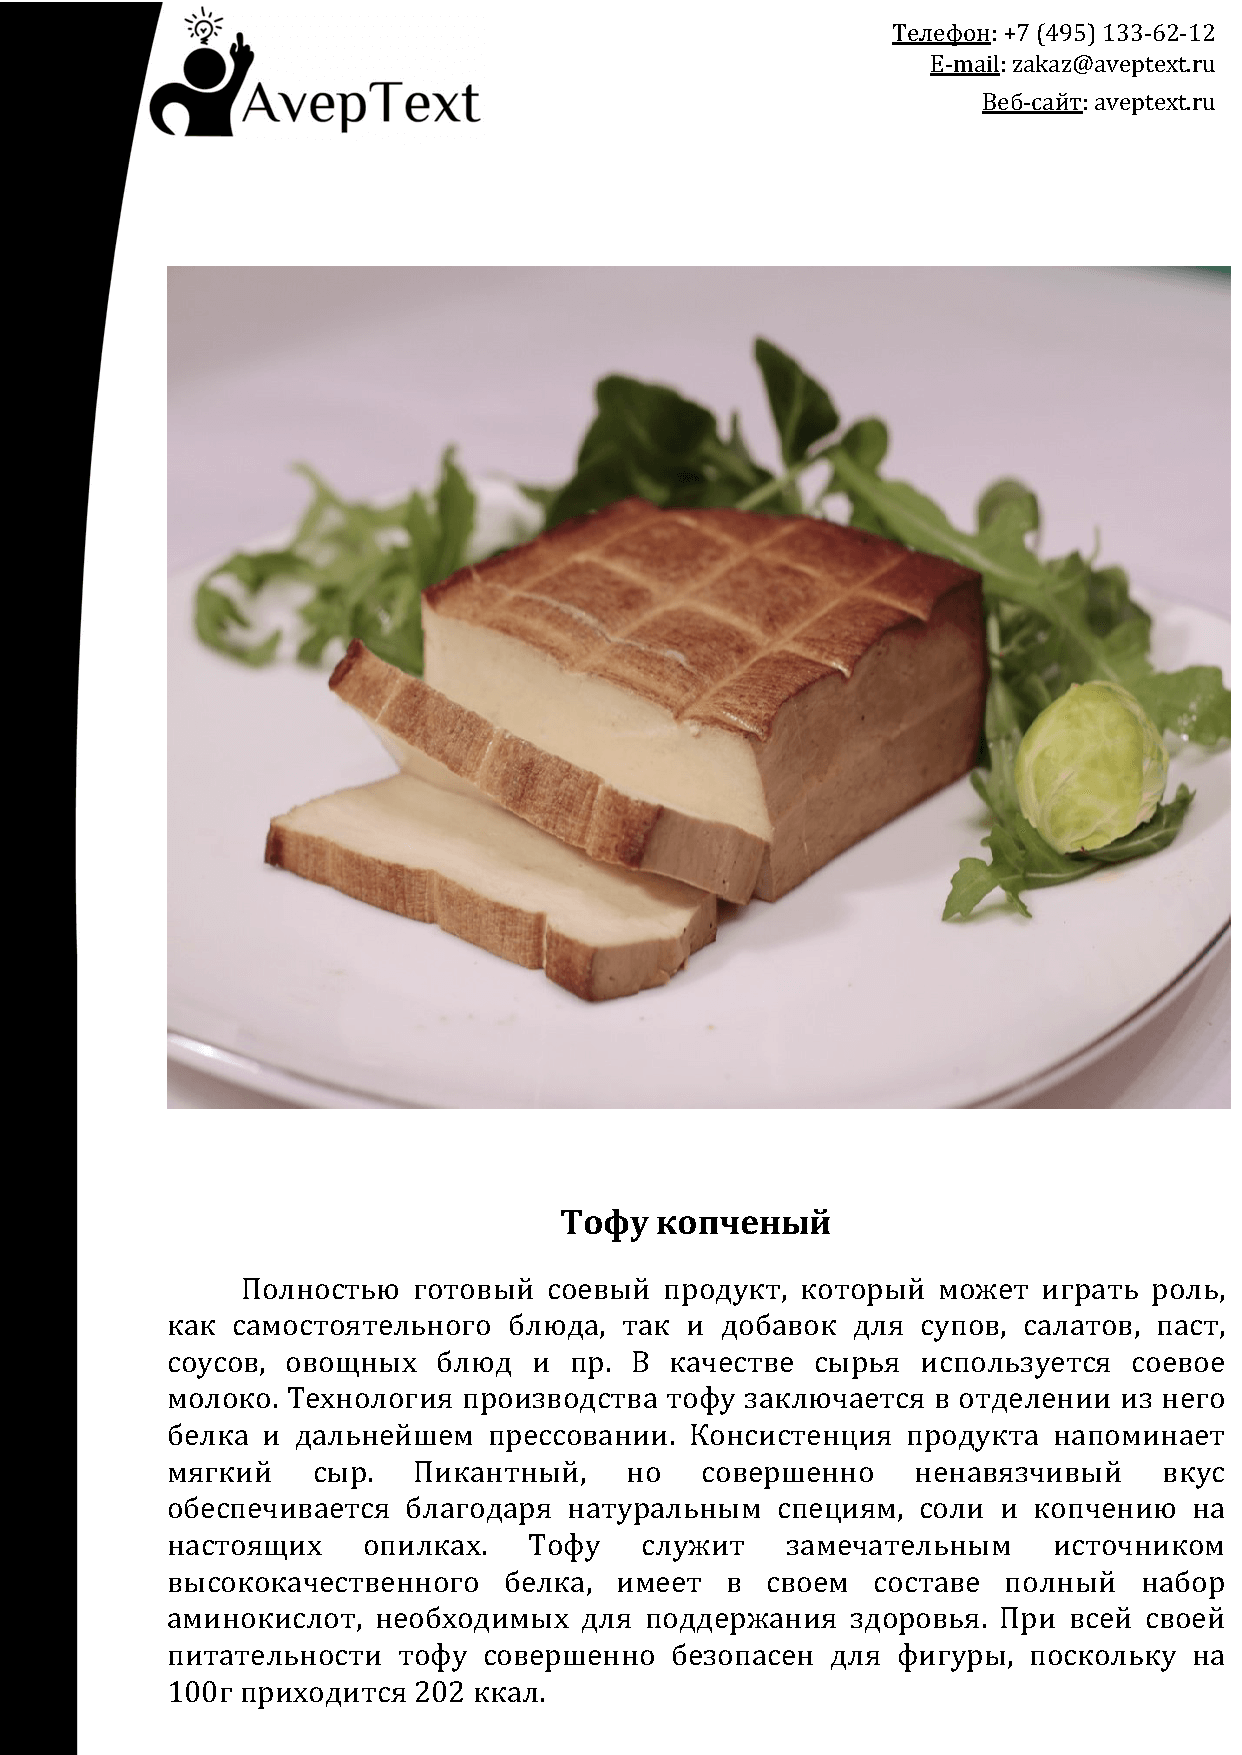 AvepText
Телефон: +7 (495) 133-62-12
E-mail: zakaz@aveptext.ru
Веб-сайт: aveptext.ru
Тофу копченый
Полностью готовый соевый продукт, который может играть роль,
как самостоятельного блюда, так и добавок для супов, салатов, паст,
соусов, овощных блюд и пр. В качестве сырья используется соевое
молоко. Технология производства тофу заключается в отделении из него
белка и дальнейшем прессовании. Консистенция продукта напоминает
мягкий сыр. Пикантный, но совершенно ненавязчивый вкус
обеспечивается благодаря натуральным специям, соли и копчению на
настоящих опилках. Тофу служит замечательным источником
высококачественного белка, имеет в своем составе полный набор
аминокислот, необходимых для поддержания здоровья. При всей своей
питательности тофу совершенно безопасен для фигуры, поскольку на
100г приходится 202 ккал.